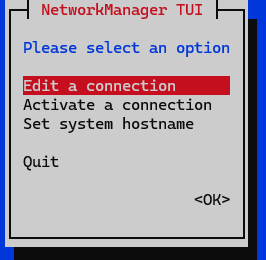 NetworkManager TUI
Please select an option
Edit a connection
Activate a connection
Set system hostname
Quit
<OK>